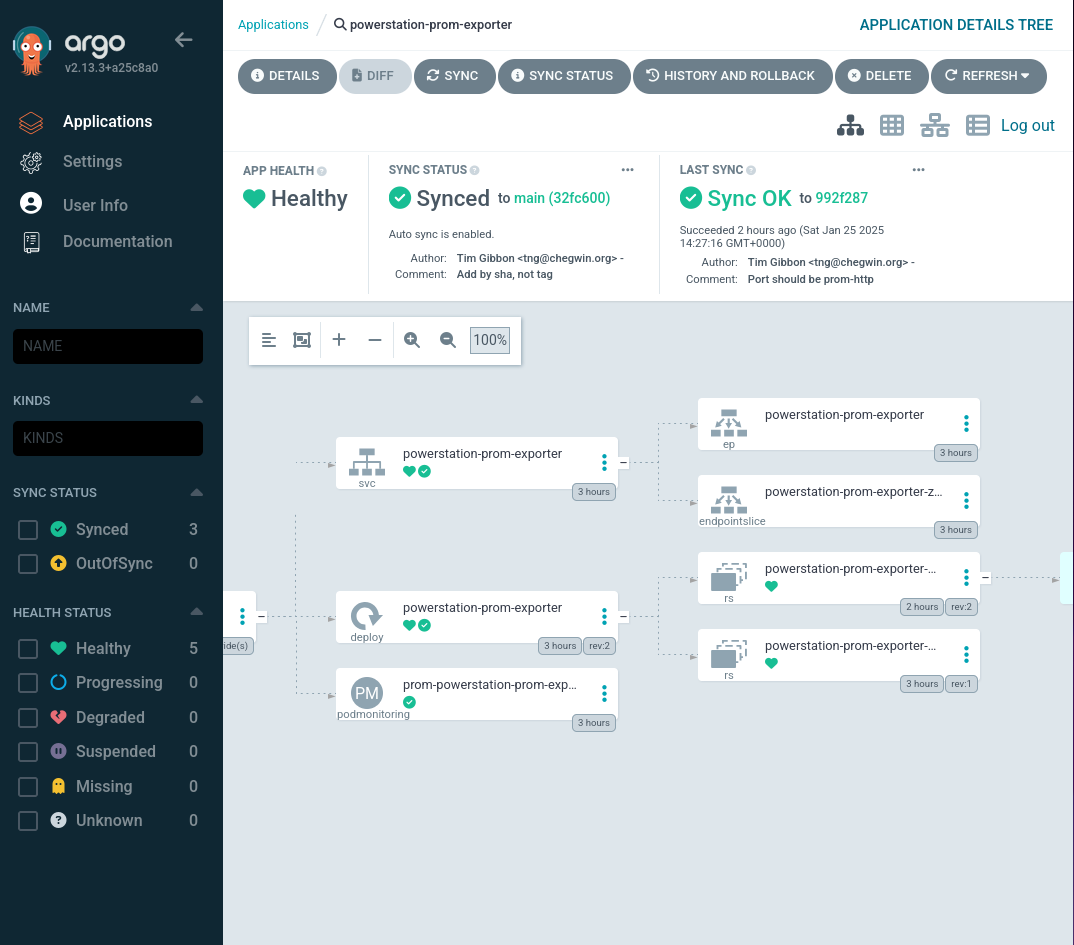 argo
v2.13.3+a25c8a0
Applications
Settings
User Info
Documentation
NAME
NAME
KINDS
KINDS
SYNC STATUS
Synced 3
OutOfSync 0
HEALTH STATUS
Healthy 5
Progressing 0
Degraded 0
Suspended 0
Missing 0
Unknown 0
Applications / powerstation-prom-exporter
APPLICATION DETAILS TREE
DETAILS DIFF SYNC SYNC STATUS HISTORY AND ROLLBACK DELETE REFRESH
Log out
APP HEALTH
Healthy
SYNC STATUS
Synced to main (32fc600)
Auto sync is enabled.
Author: Tim Gibbon <tng@chegwin.org> -
Comment: Add by sha, not tag
LAST SYNC
Sync OK to 992f287
Succeeded 2 hours ago (Sat Jan 25 2025
14:27:16 GMT+0000)
Author: Tim Gibbon <tng@chegwin.org> -
Comment: Port should be prom-http
100%
ide(s)
powerstation-prom-exporter
svc
3 hours
powerstation-prom-exporter
deploy
3 hours rev:2
PM
prom-powerstation-prom-exp...
podmonitoring
3 hours
powerstation-prom-exporter
ep
3 hours
powerstation-prom-exporter-z...
endpointslice
3 hours
powerstation-prom-exporter-...
rs
2 hours rev:2
powerstation-prom-exporter-...
rs
3 hours rev:1